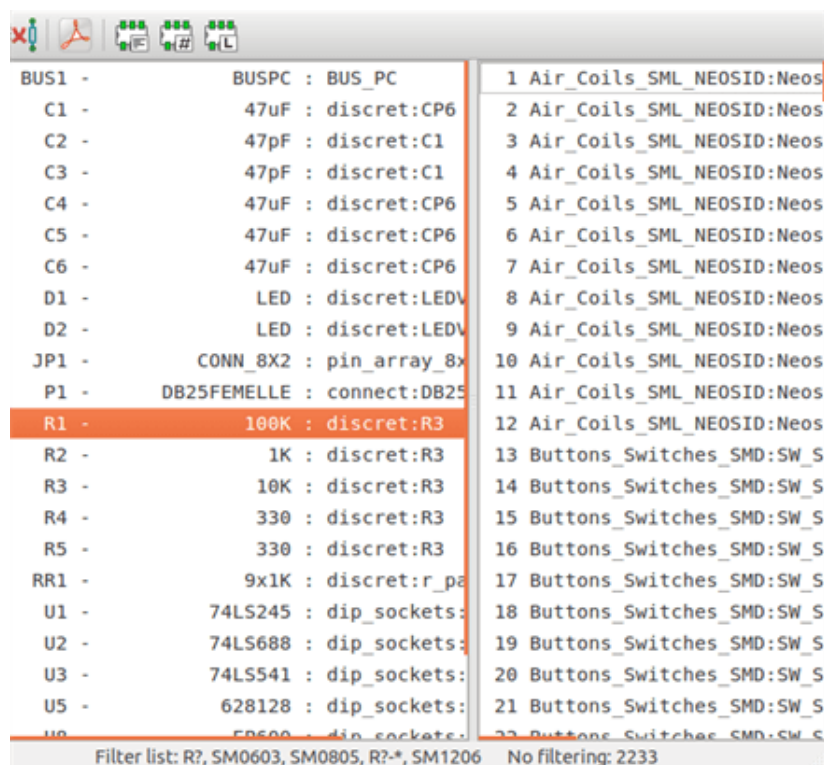 BUS1 - BUSPC : BUS_PC
C1 - 47uF : discret:CP6
C2 - 47pF : discret:C1
C3 - 47pF : discret:C1
C4 - 47uF : discret:CP6
C5 - 47uF : discret:CP6
C6 - 47uF : discret:CP6
D1 - LED : discret:LEDV
D2 - LED : discret:LEDV
JP1 - CONN_8X2 : pin_array_8x
P1 - DB25FEMELLE : connect:DB25
R1 - 100K : discret:R3
R2 - 1K : discret:R3
R3 - 10K : discret:R3
R4 - 330 : discret:R3
R5 - 330 : discret:R3
RR1 - 9x1K : discret:r_pa
U1 - 74LS245 : dip_sockets:
U2 - 74LS688 : dip_sockets:
U3 - 74LS541 : dip_sockets:
U5 - 628128 : dip_sockets:
EP600 : dip_sockets:
1 Air_Coils_SML_NEOSID:Neos
2 Air_Coils_SML_NEOSID:Neos
3 Air_Coils_SML_NEOSID:Neos
4 Air_Coils_SML_NEOSID:Neos
5 Air_Coils_SML_NEOSID:Neos
6 Air_Coils_SML_NEOSID:Neos
7 Air_Coils_SML_NEOSID:Neos
8 Air_Coils_SML_NEOSID:Neos
9 Air_Coils_SML_NEOSID:Neos
10 Air_Coils_SML_NEOSID:Neos
11 Air_Coils_SML_NEOSID:Neos
12 Air_Coils_SML_NEOSID:Neos
13 Buttons_Switches_SMD:SW_S
14 Buttons_Switches_SMD:SW_S
15 Buttons_Switches_SMD:SW_S
16 Buttons_Switches_SMD:SW_S
17 Buttons_Switches_SMD:SW_S
18 Buttons_Switches_SMD:SW_S
19 Buttons_Switches_SMD:SW_S
20 Buttons_Switches_SMD:SW_S
21 Buttons_Switches_SMD:SW_S
22 Buttons_Switches_SMD:SW_S
Filter list: R?, SM0603, SM0805, R?-*, SM1206 No filtering: 2233